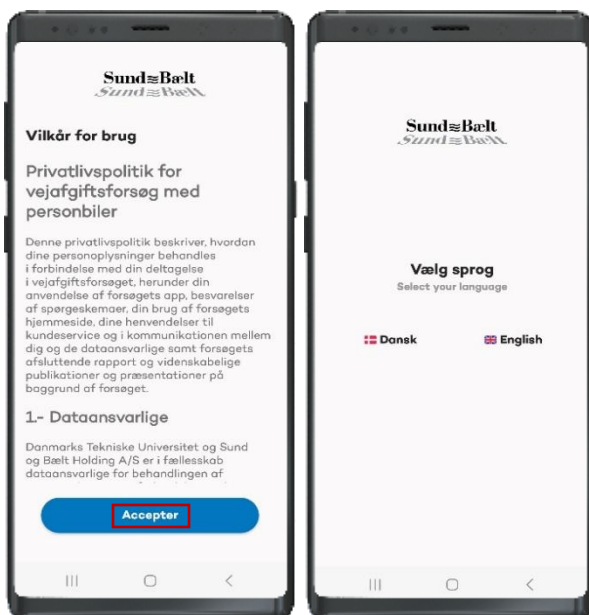 Sund≋Bælt
Sund≋Bælt
Vilkår for brug
Privatlivspolitik for
vejafgiftsforsøg med
personbiler
Denne privatlivspolitik beskriver, hvordan
dine personoplysninger behandles
i forbindelse med din deltagelse
i vejafgiftsforsøget, herunder din
anvendelse af forsøgets app, besvarelser
af spørgeskemaer, din brug af forsøgets
hjemmeside, dine henvendelser til
kundeservice og i kommunikationen mellem
dig og de dataansvarlige samt forsøgets
afsluttende rapport og videnskabelige
publikationer og præsentationer på
baggrund af forsøget.
1.- Dataansvarlige
Danmarks Tekniske Universitet og Sund
og Bælt Holding A/S er i fællesskab
dataansvarlige for behandlingen af
Accepter
Sund≋Bælt
Sund≋Bælt
Vælg sprog
Select your language
Dansk
English